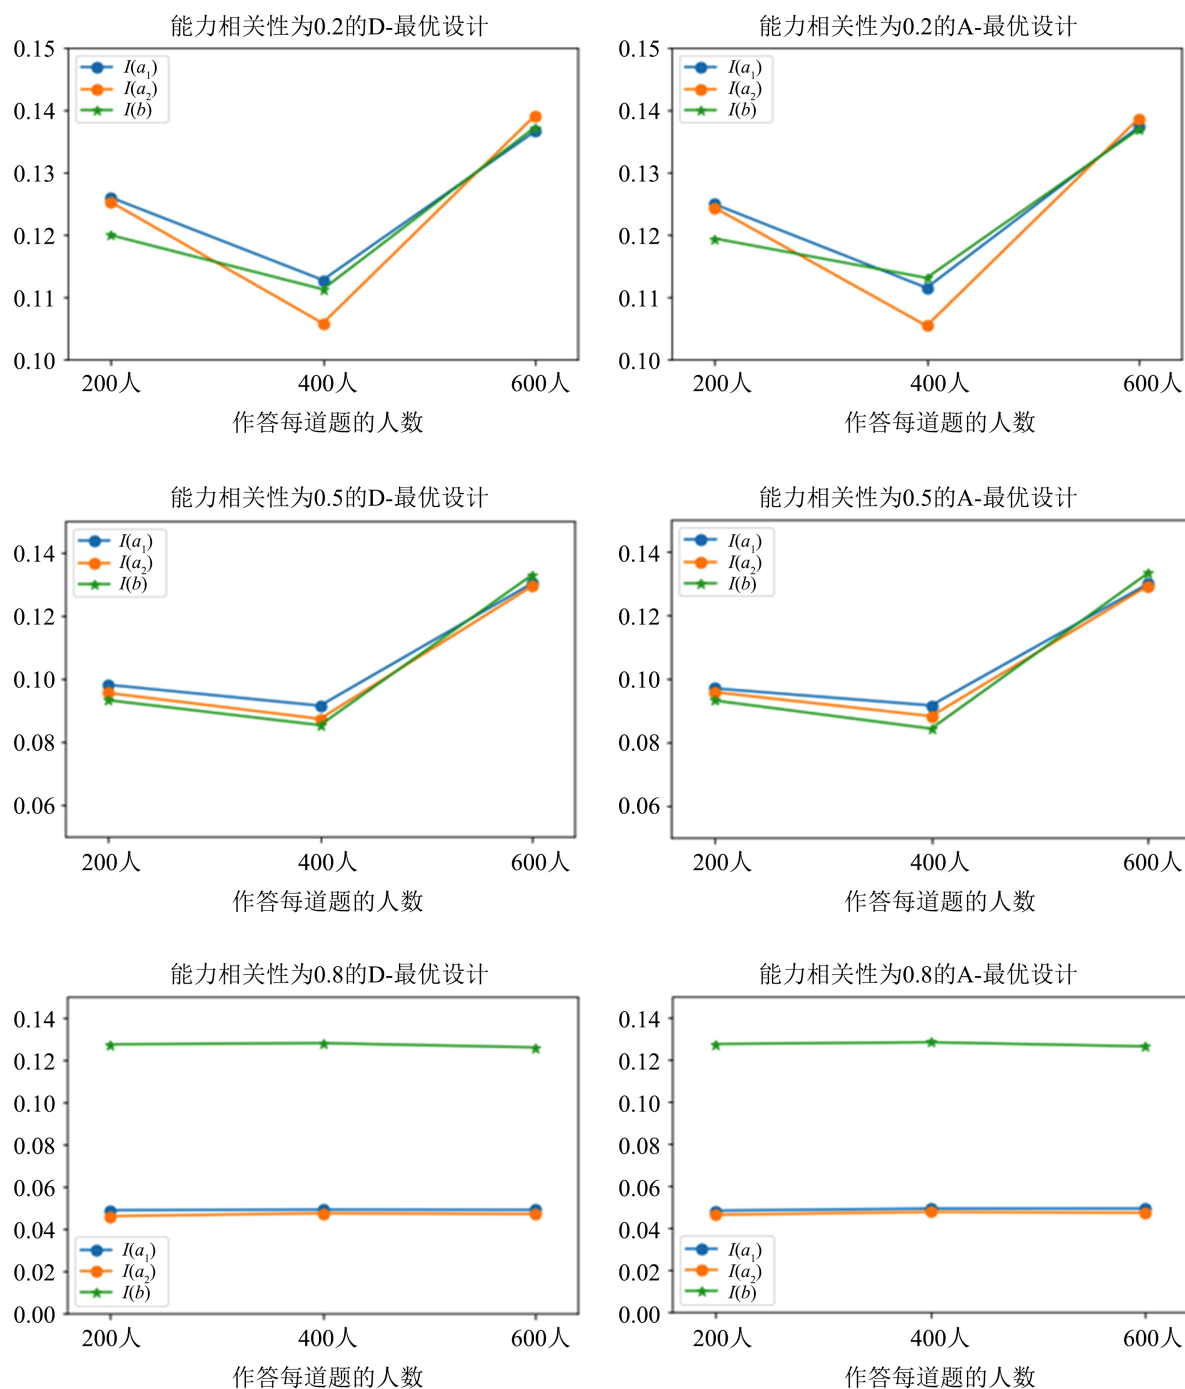 能力相关性为0.2的D-最优设计
0.15
0.14
0.13
0.12
0.11
0.10
I(a₁)
I(a₂)
I(b)
200人
400人
600人
作答每道题的人数
能力相关性为0.2的A-最优设计
0.15
0.14
0.13
0.12
0.11
0.10
I(a₁)
I(a₂)
I(b)
200人
400人
600人
作答每道题的人数
能力相关性为0.5的D-最优设计
0.14
0.12
0.10
0.08
0.06
I(a₁)
I(a₂)
I(b)
200人
400人
600人
作答每道题的人数
能力相关性为0.5的A-最优设计
0.14
0.12
0.10
0.08
0.06
I(a₁)
I(a₂)
I(b)
200人
400人
600人
作答每道题的人数
能力相关性为0.8的D-最优设计
0.14
0.12
0.10
0.08
0.06
0.04
0.02
0.00
I(a₁)
I(a₂)
I(b)
200人
400人
600人
作答每道题的人数
能力相关性为0.8的A-最优设计
0.14
0.12
0.10
0.08
0.06
0.04
0.02
0.00
I(a₁)
I(a₂)
I(b)
200人
400人
600人
作答每道题的人数